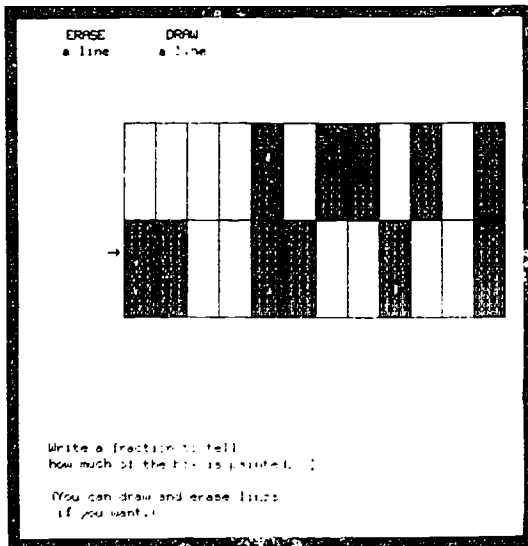 ERASE DRAW
a line a line
Write a fraction to tell
how much of the box is painted.
(You can draw and erase lines
if you want.)